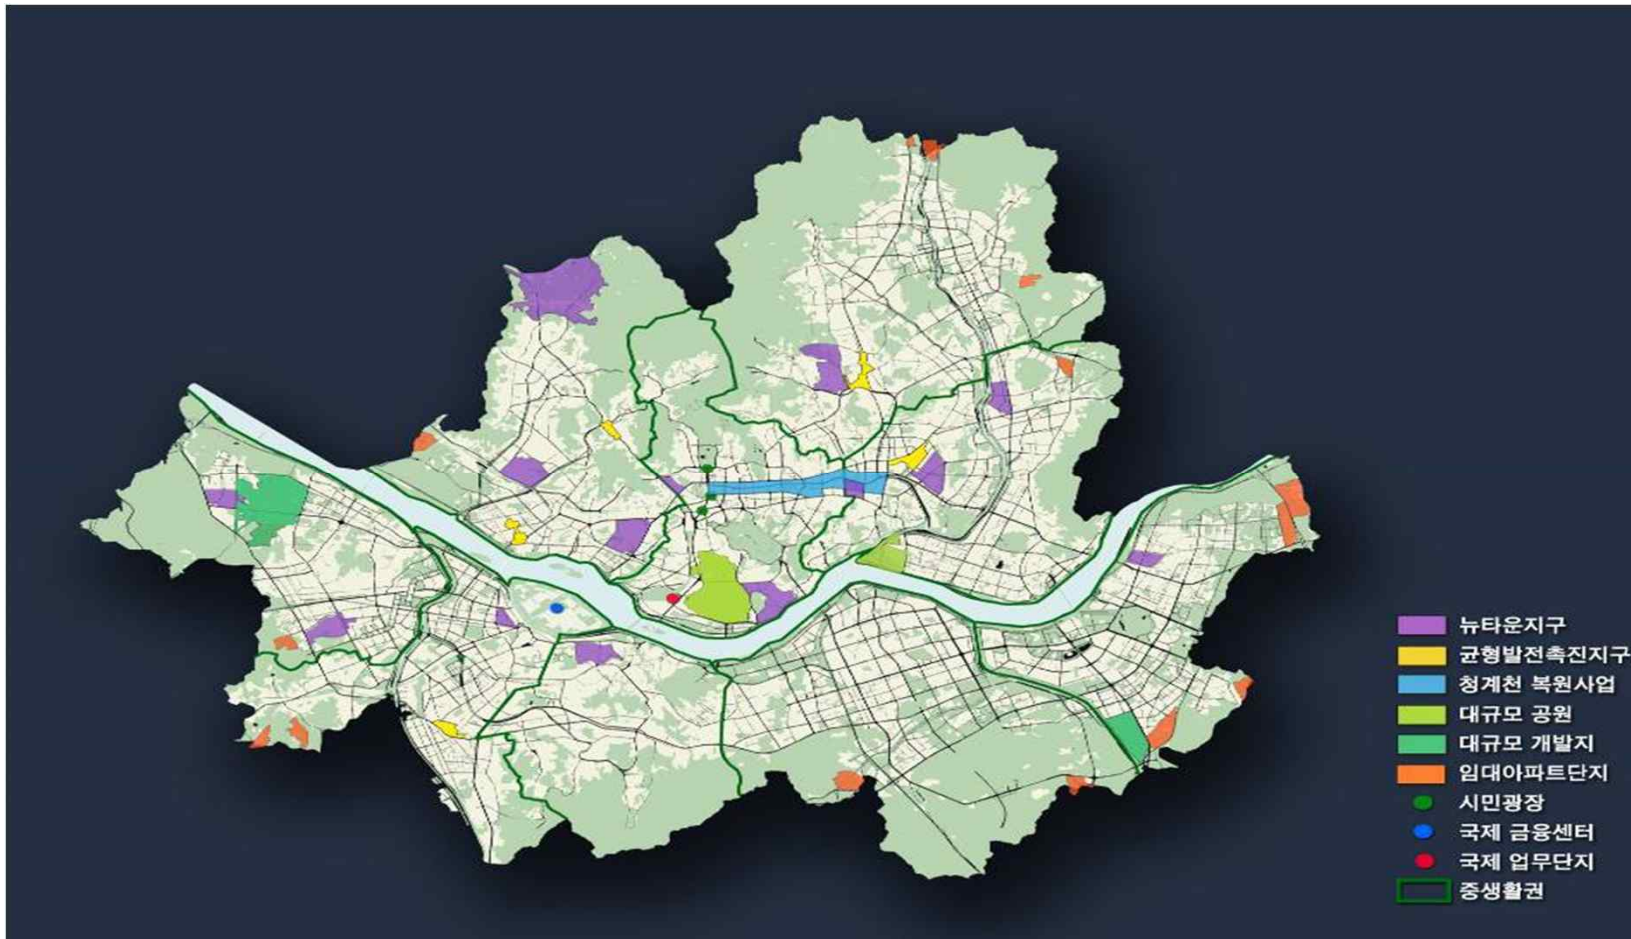 뉴타운지구
균형발전촉진지구
청계천 복원사업
대규모 공원
대규모 개발지
임대아파트단지
시민광장
국제 금융센터
국제 업무단지
중생활권